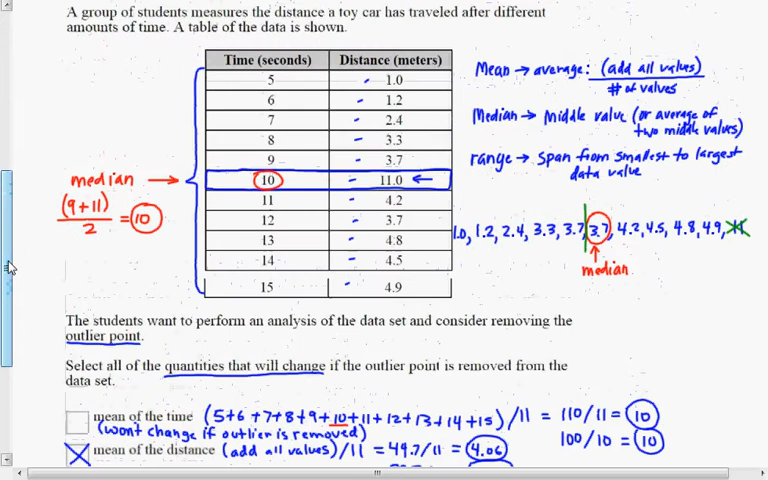 A group of students measures the distance a toy car has traveled after different
amounts of time. A table of the data is shown.
Time (seconds) Distance (meters)
5 1.0
6 1.2
7 2.4
8 3.3
9 3.7
10 11.0
11 4.2
12 3.7
13 4.8
14 4.5
15 4.9
median →
(9+11)/2 = 10
Mean → average: (add all values)
# of values
Median → Middle value (or average of
two middle values)
range → span from smallest to largest
data value
1.0, 1.2, 2.4, 3.3, 3.7, 3.7, 4.2, 4.5, 4.8, 4.9, 11
median
The students want to perform an analysis of the data set and consider removing the
outlier point.
Select all of the quantities that will change if the outlier point is removed from the
data set.
mean of the time (5+6+7+8+9+10+11+12+13+14+15)/11 = 110/11 = 10
(won't change if outlier is removed) 100/10 = 10
mean of the distance (add all values)/11 = 49.7/11 = 4.06